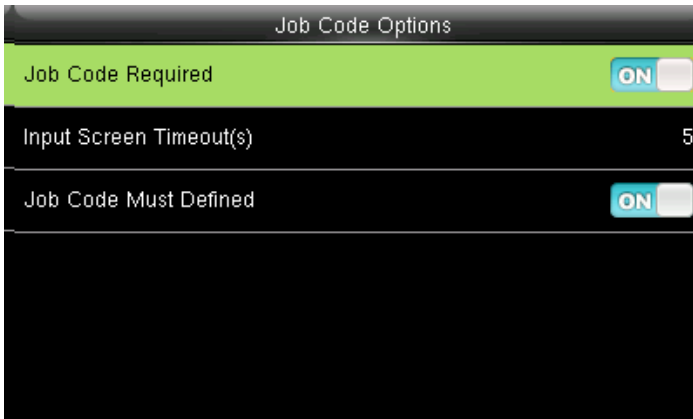 Job Code Options
Job Code Required ON
Input Screen Timeout(s) 5
Job Code Must Defined ON